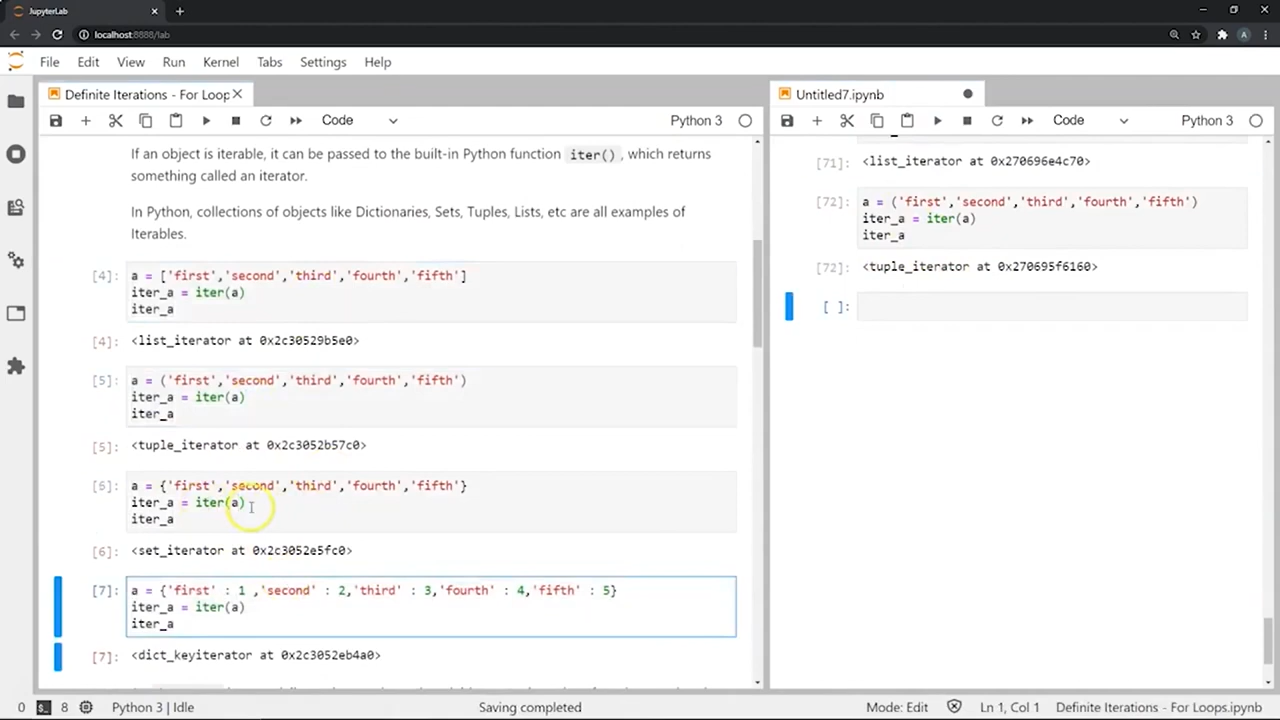 JupyterLab
localhost:8888/lab
A
File Edit View Run Kernel Tabs Settings Help
Definite Iterations - For Loops
Code
Python 3
If an object is iterable, it can be passed to the built-in Python function iter() , which returns
something called an iterator.
In Python, collections of objects like Dictionaries, Sets, Tuples, Lists, etc are all examples of
Iterables.
[4]: a = ['first','second','third','fourth','fifth']
iter_a = iter(a)
iter_a
[4]: <list_iterator at 0x2c30529b5e0>
[5]: a = ('first','second','third','fourth','fifth')
iter_a = iter(a)
iter_a
[5]: <tuple_iterator at 0x2c3052b57c0>
[6]: a = {'first','second','third','fourth','fifth'}
iter_a = iter(a)
iter_a
[6]: <set_iterator at 0x2c3052e5fc0>
[7]: a = {'first' : 1 ,'second' : 2,'third' : 3,'fourth' : 4,'fifth' : 5}
iter_a = iter(a)
iter_a
[7]: <dict_keyiterator at 0x2c3052eb4a0>
Untitled7.ipynb
Code
Python 3
[71]: <list_iterator at 0x270696e4c70>
[72]: a = ('first','second','third','fourth','fifth')
iter_a = iter(a)
iter_a
[72]: <tuple_iterator at 0x270695f6160>
[ ]:
0 8 Python 3 | Idle Saving completed Mode: Edit Ln 1, Col 1 Definite Iterations - For Loops.ipynb